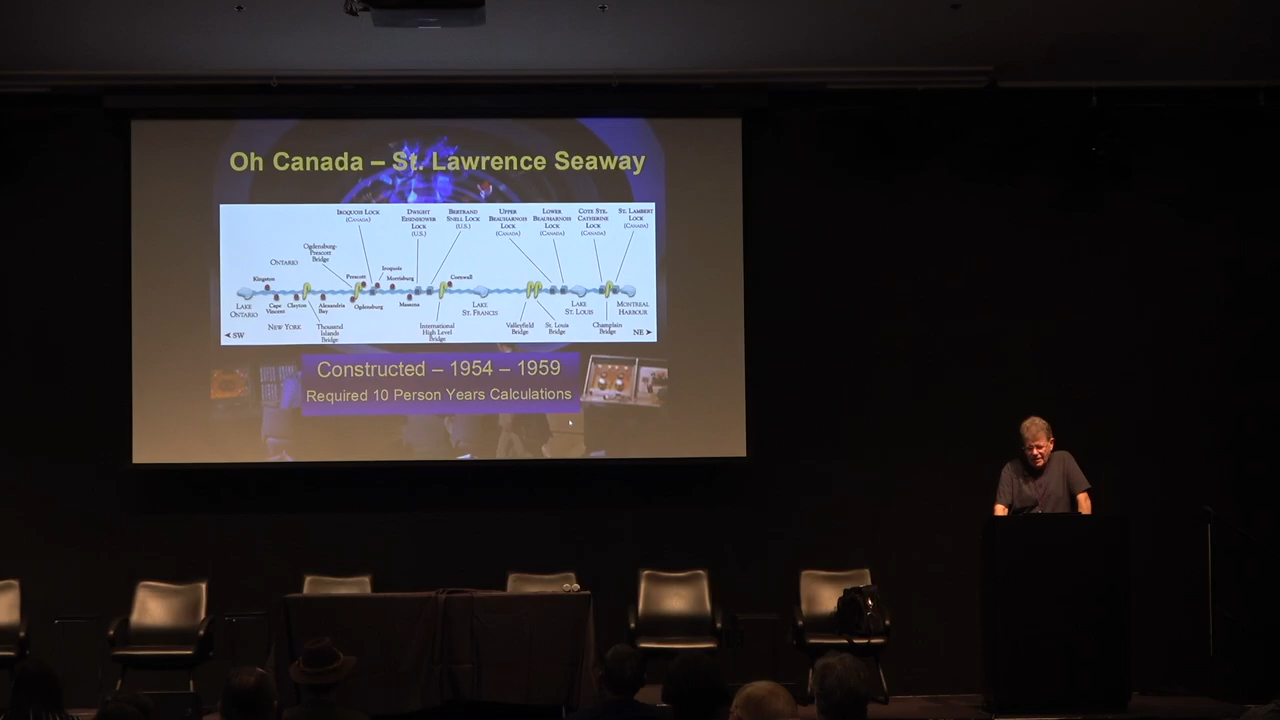 Oh Canada – St. Lawrence Seaway
IROQUOIS LOCK
(CANADA)
DWIGHT
EISENHOWER
LOCK
(U.S.)
BERTRAND
SNELL LOCK
(U.S.)
UPPER
BEAUHARNOIS
LOCK
(CANADA)
LOWER
BEAUHARNOIS
LOCK
(CANADA)
COTE STE.
CATHERINE
LOCK
(CANADA)
ST. LAMBERT
LOCK
(CANADA)
Ogdensburg-
Prescott
Bridge
ONTARIO
Kingston
Prescott
Iroquois
Morrisburg
Cornwall
LAKE
ONTARIO
Cape
Vincent
Clayton
Alexandria
Bay
Ogdensburg
Massena
LAKE
ST. FRANCIS
LAKE
ST. LOUIS
MONTREAL
HARBOUR
NEW YORK
Thousand
Islands
Bridge
International
High Level
Bridge
Valleyfield
Bridge
St. Louis
Bridge
Champlain
Bridge
SW
NE
Constructed – 1954 – 1959
Required 10 Person Years Calculations